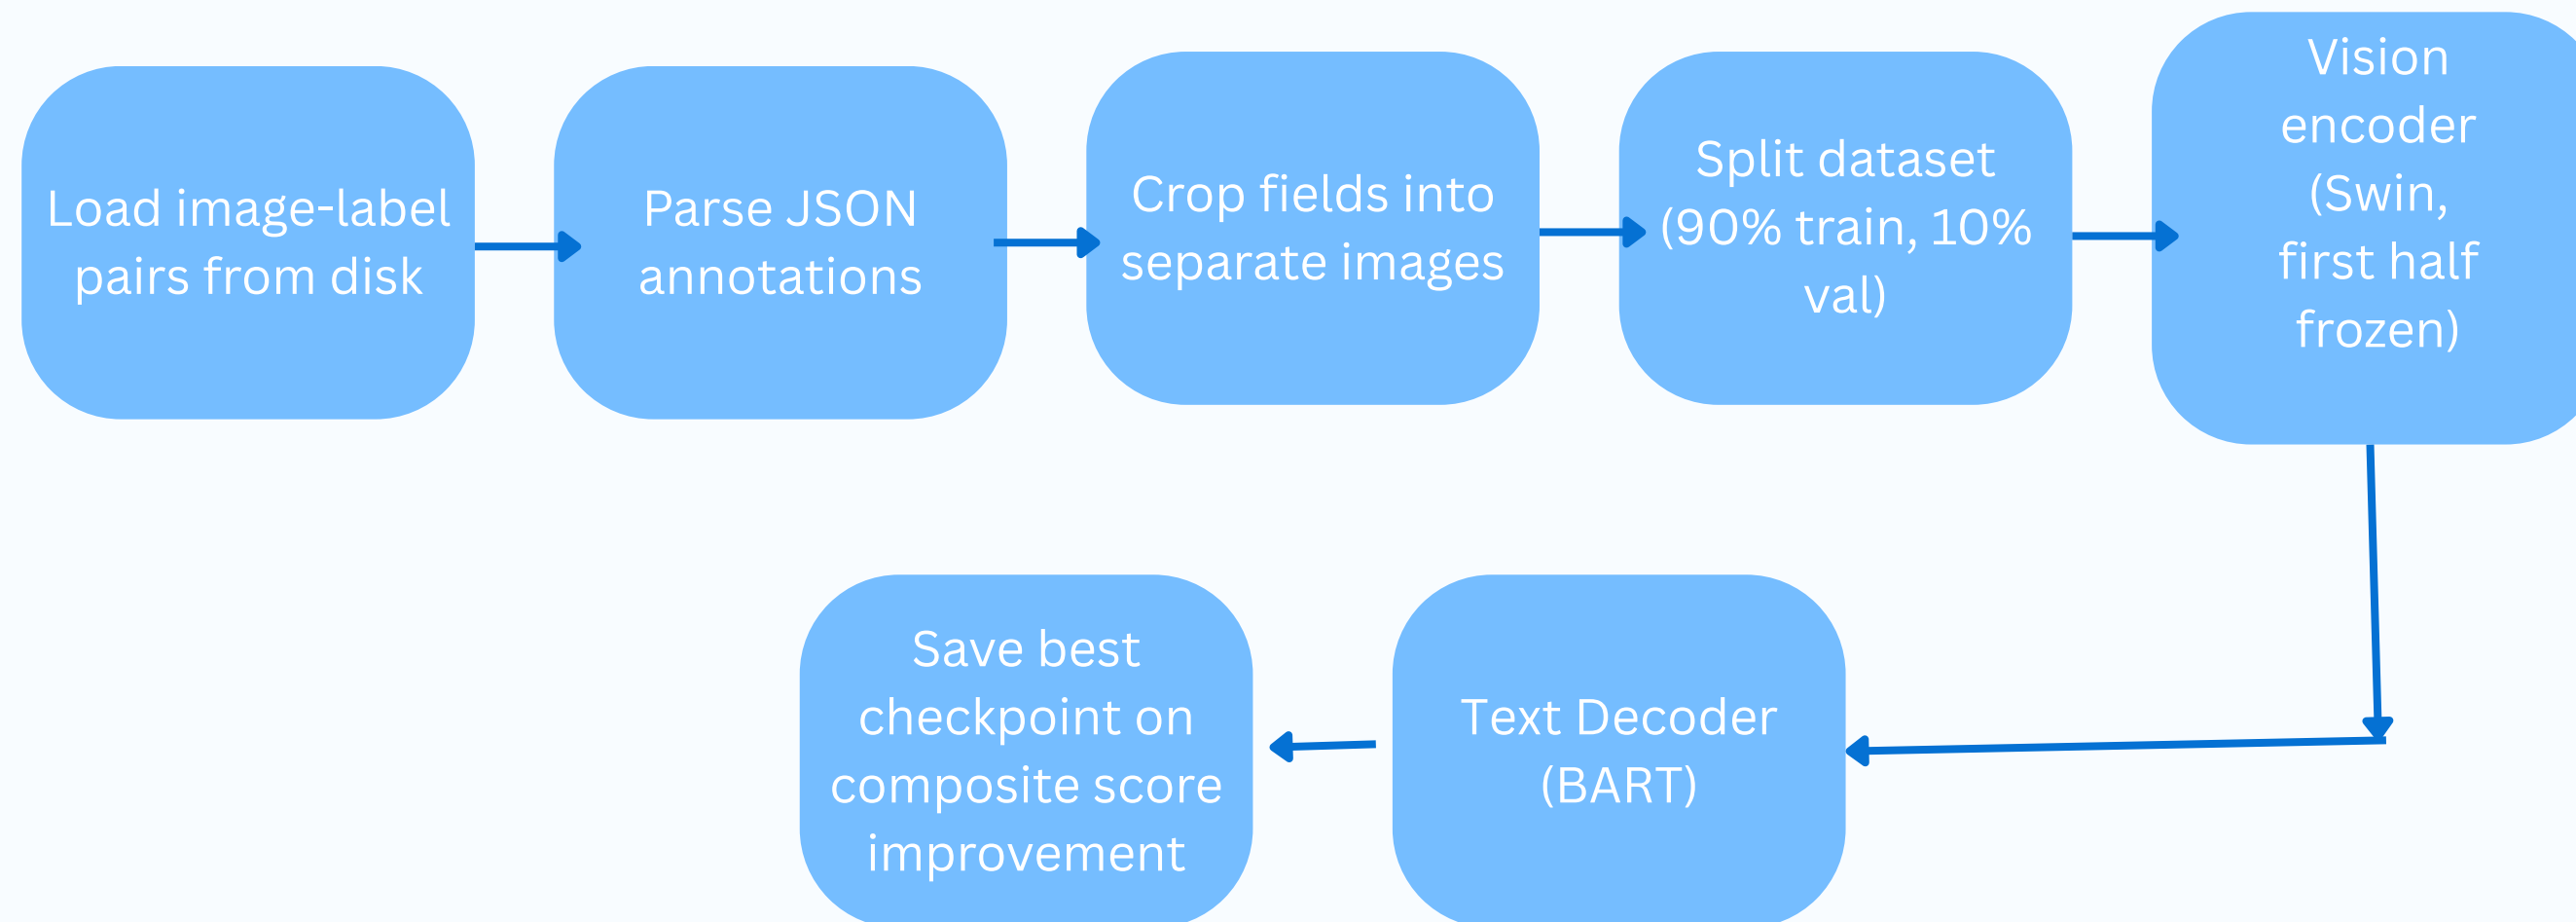 Load image-label
pairs from disk
Parse JSON
annotations
Crop fields into
separate images
Split dataset
(90% train, 10%
val)
Vision
encoder
(Swin,
first half
frozen)
Text Decoder
(BART)
Save best
checkpoint on
composite score
improvement